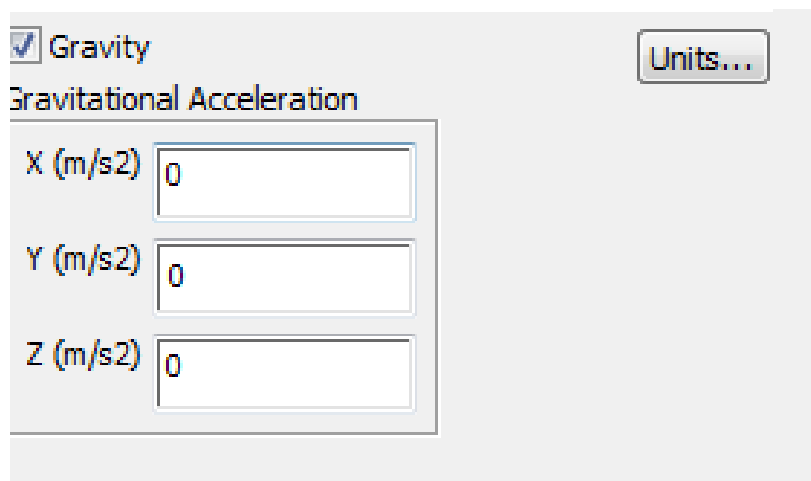 Gravity
Units...
Gravitational Acceleration
X (m/s2) 0
Y (m/s2) 0
Z (m/s2) 0